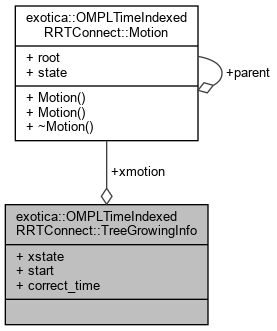 exotica::OMPLTimeIndexed
RRTConnect::Motion
+ root
+ state
+ Motion()
+ Motion()
+ ~Motion()
+parent
+xmotion
exotica::OMPLTimeIndexed
RRTConnect::TreeGrowingInfo
+ xstate
+ start
+ correct_time